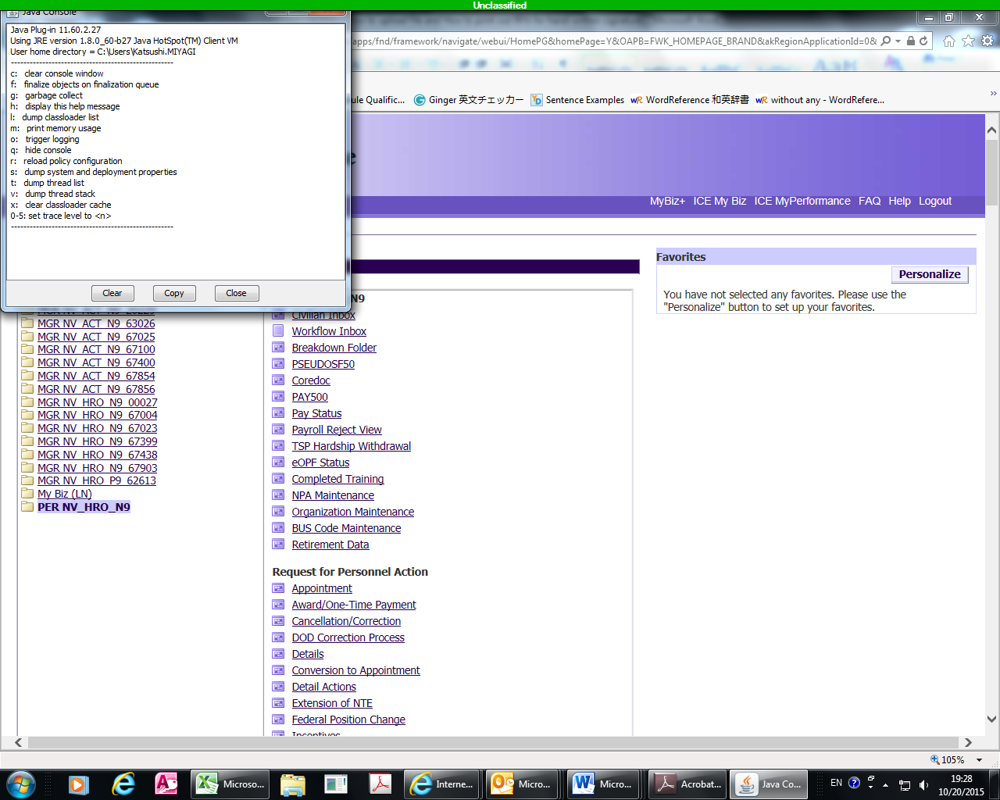 Unclassified
Java Console
Java Plug-in 11.60.2.27
Using JRE version 1.8.0_60-b27 Java HotSpot(TM) Client VM
User home directory = C:\Users\Katsushi.MIYAGI
----------------------------------------------------
c:   clear console window
f:   finalize objects on finalization queue
g:   garbage collect
h:   display this help message
l:   dump classloader list
m:   print memory usage
o:   trigger logging
q:   hide console
r:   reload policy configuration
s:   dump system and deployment properties
t:   dump thread list
v:   dump thread stack
x:   clear classloader cache
0-5: set trace level to <n>
----------------------------------------------------
Clear Copy Close
apps/fnd/framework/navigate/webui/HomePG&homePage=Y&OAPB=FWK_HOMEPAGE_BRAND&akRegionApplicationId=0&
ule Qualific... Ginger 英文チェッカー Sentence Examples WordReference 和英辞書 without any - WordRefere...
MyBiz+ ICE My Biz ICE MyPerformance FAQ Help Logout
MGR NV_ACT_N9_63026
MGR NV_ACT_N9_67025
MGR NV_ACT_N9_67100
MGR NV_ACT_N9_67400
MGR NV_ACT_N9_67854
MGR NV_ACT_N9_67856
MGR NV_HRO_N9_00027
MGR NV_HRO_N9_67004
MGR NV_HRO_N9_67023
MGR NV_HRO_N9_67399
MGR NV_HRO_N9_67438
MGR NV_HRO_N9_67903
MGR NV_HRO_P9_62613
My Biz (LN)
PER NV_HRO_N9
N9
Civilian Inbox
Workflow Inbox
Breakdown Folder
PSEUDOSF50
Coredoc
PAY500
Pay Status
Payroll Reject View
TSP Hardship Withdrawal
eOPF Status
Completed Training
NPA Maintenance
Organization Maintenance
BUS Code Maintenance
Retirement Data
Request for Personnel Action
Appointment
Award/One-Time Payment
Cancellation/Correction
DOD Correction Process
Details
Conversion to Appointment
Detail Actions
Extension of NTE
Federal Position Change
Incentives
Favorites
Personalize
You have not selected any favorites. Please use the
"Personalize" button to set up your favorites.
105%
Microso... Interne... Micro... Micro... Acrobat... Java Co... EN 19:28
10/20/2015